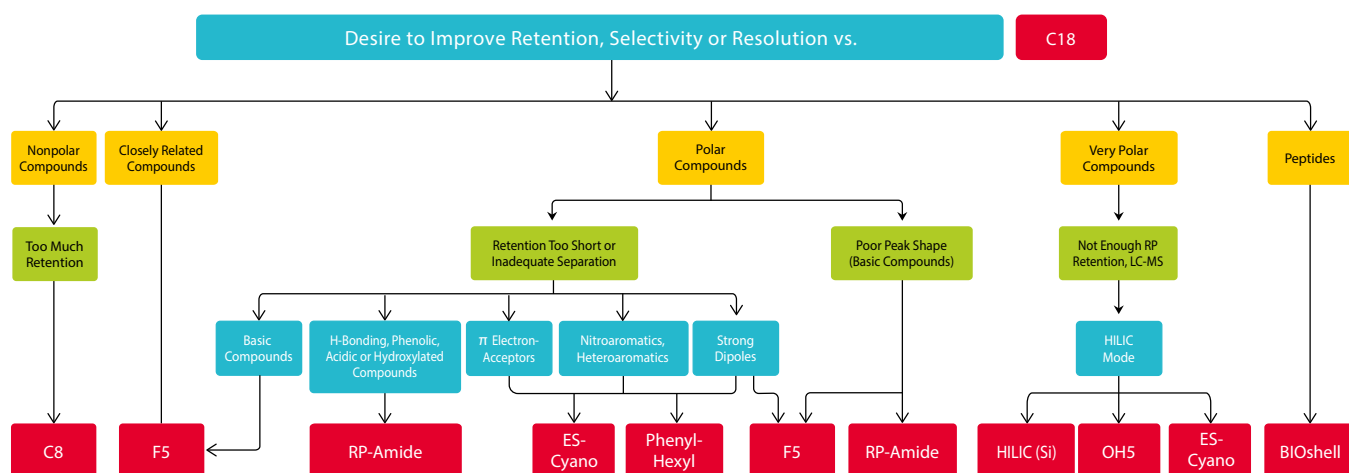 Desire to Improve Retention, Selectivity or Resolution vs.
C18
Nonpolar
Compounds
Closely Related
Compounds
Polar
Compounds
Very Polar
Compounds
Peptides
Too Much
Retention
Retention Too Short or
Inadequate Separation
Poor Peak Shape
(Basic Compounds)
Not Enough RP
Retention, LC-MS
Basic
Compounds
H-Bonding, Phenolic,
Acidic or Hydroxylated
Compounds
π Electron-
Acceptors
Nitroaromatics,
Heteroaromatics
Strong
Dipoles
HILIC
Mode
C8
F5
RP-Amide
ES-
Cyano
Phenyl-
Hexyl
F5
RP-Amide
HILIC (Si)
OH5
ES-
Cyano
BIOshell